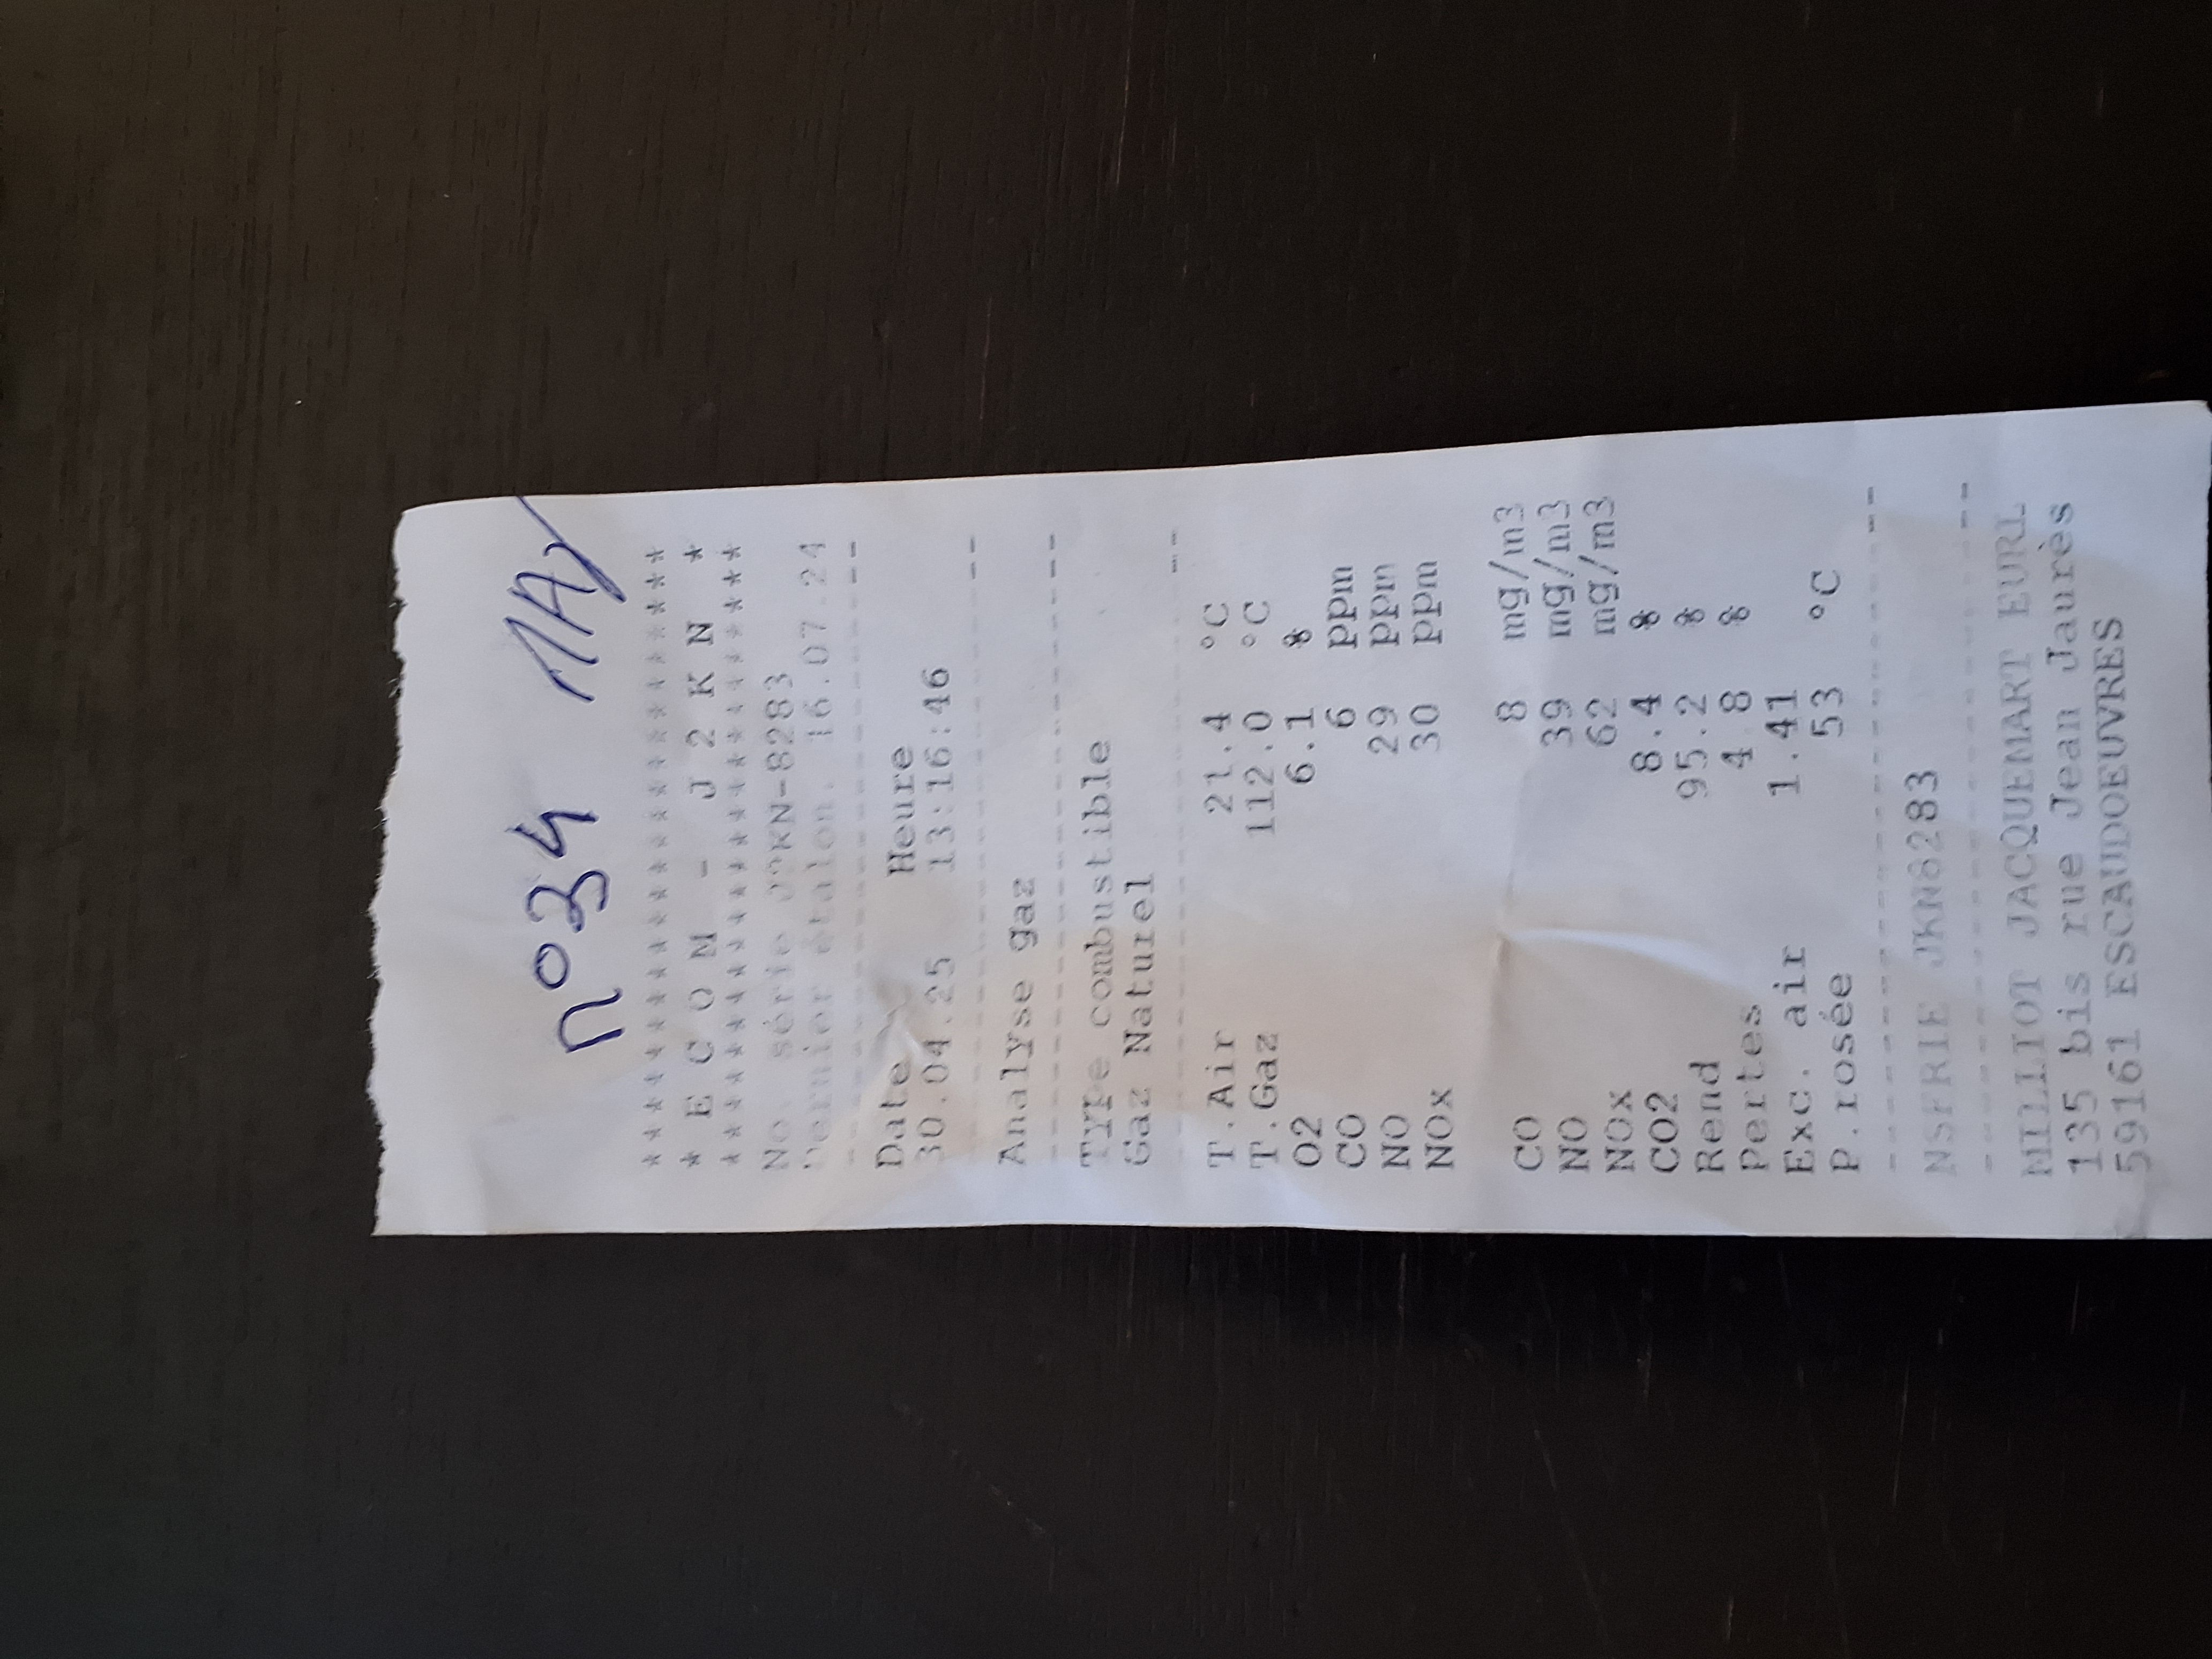 n°34 MAV
***********************
* E C O M - J 2 K N *
***********************
No. série J2KN-8283
Dernier étalon. 16.07.24
Date Heure
30.04.25 13:16:46
Analyse gaz
Type combustible
Gaz Naturel
T.Air 21.4 °C
T.Gaz 112.0 °C
O2 6.1 %
CO 6 ppm
NO 29 ppm
NOx 30 ppm
CO 8 mg/m3
NO 39 mg/m3
NOx 62 mg/m3
CO2 8.4 %
Rend 95.2 %
Pertes 4.8 %
Exc. air 1.41
P.rosée 53 °C
NSERIE JKN8283
MILLIOT JACQUEMART EURL
135 bis rue Jean Jaurès
59161 ESCAUDOEUVRES